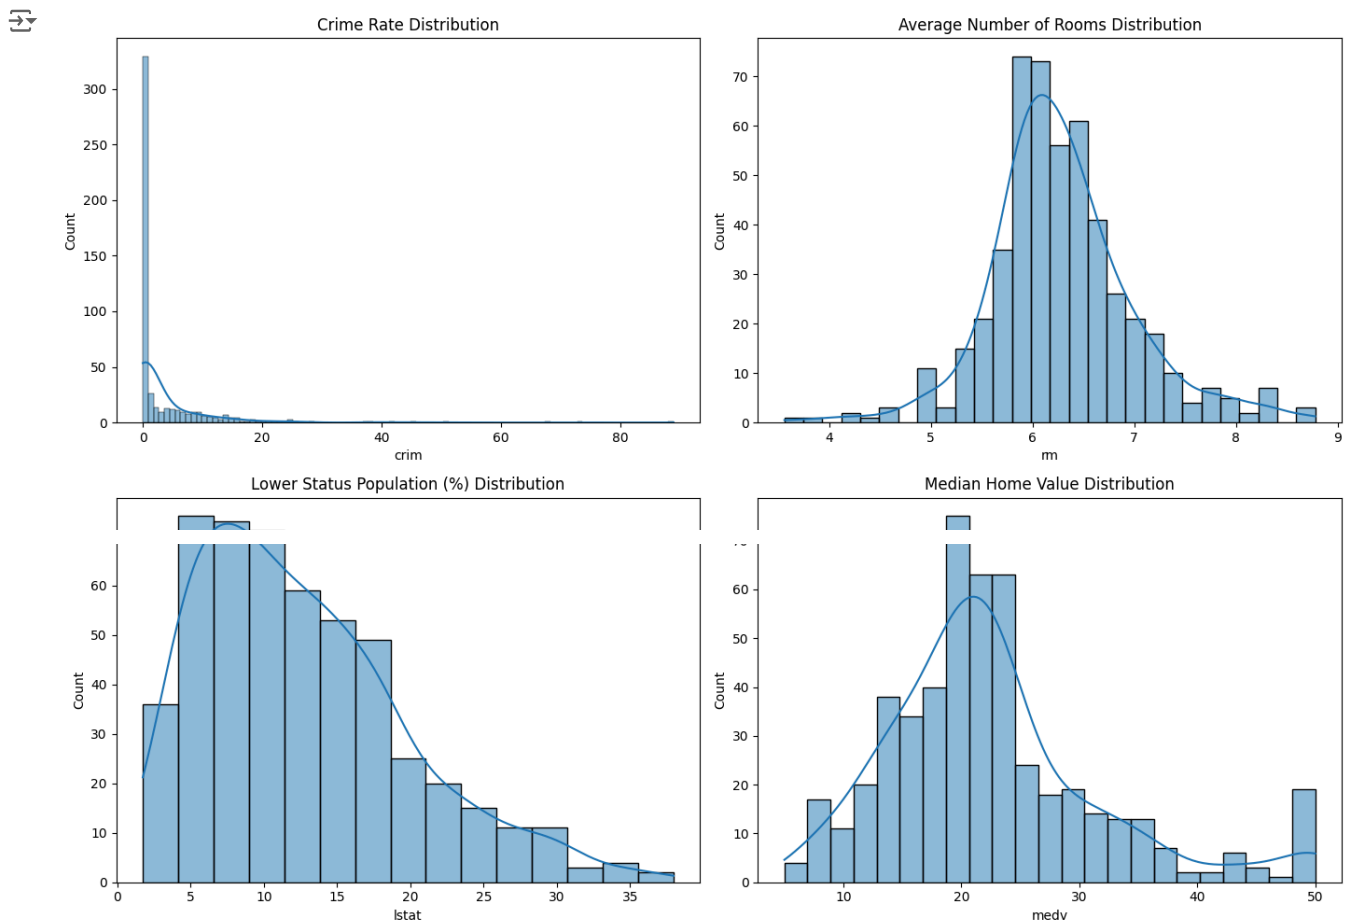 Crime Rate Distribution
300
250
200
150
100
50
0
Count
0 20 40 60 80
crim
Average Number of Rooms Distribution
70
60
50
40
30
20
10
0
Count
4 5 6 7 8 9
rm
Lower Status Population (%) Distribution
60
50
40
30
20
10
0
Count
0 5 10 15 20 25 30 35
lstat
Median Home Value Distribution
70
60
50
40
30
20
10
0
Count
10 20 30 40 50
medv